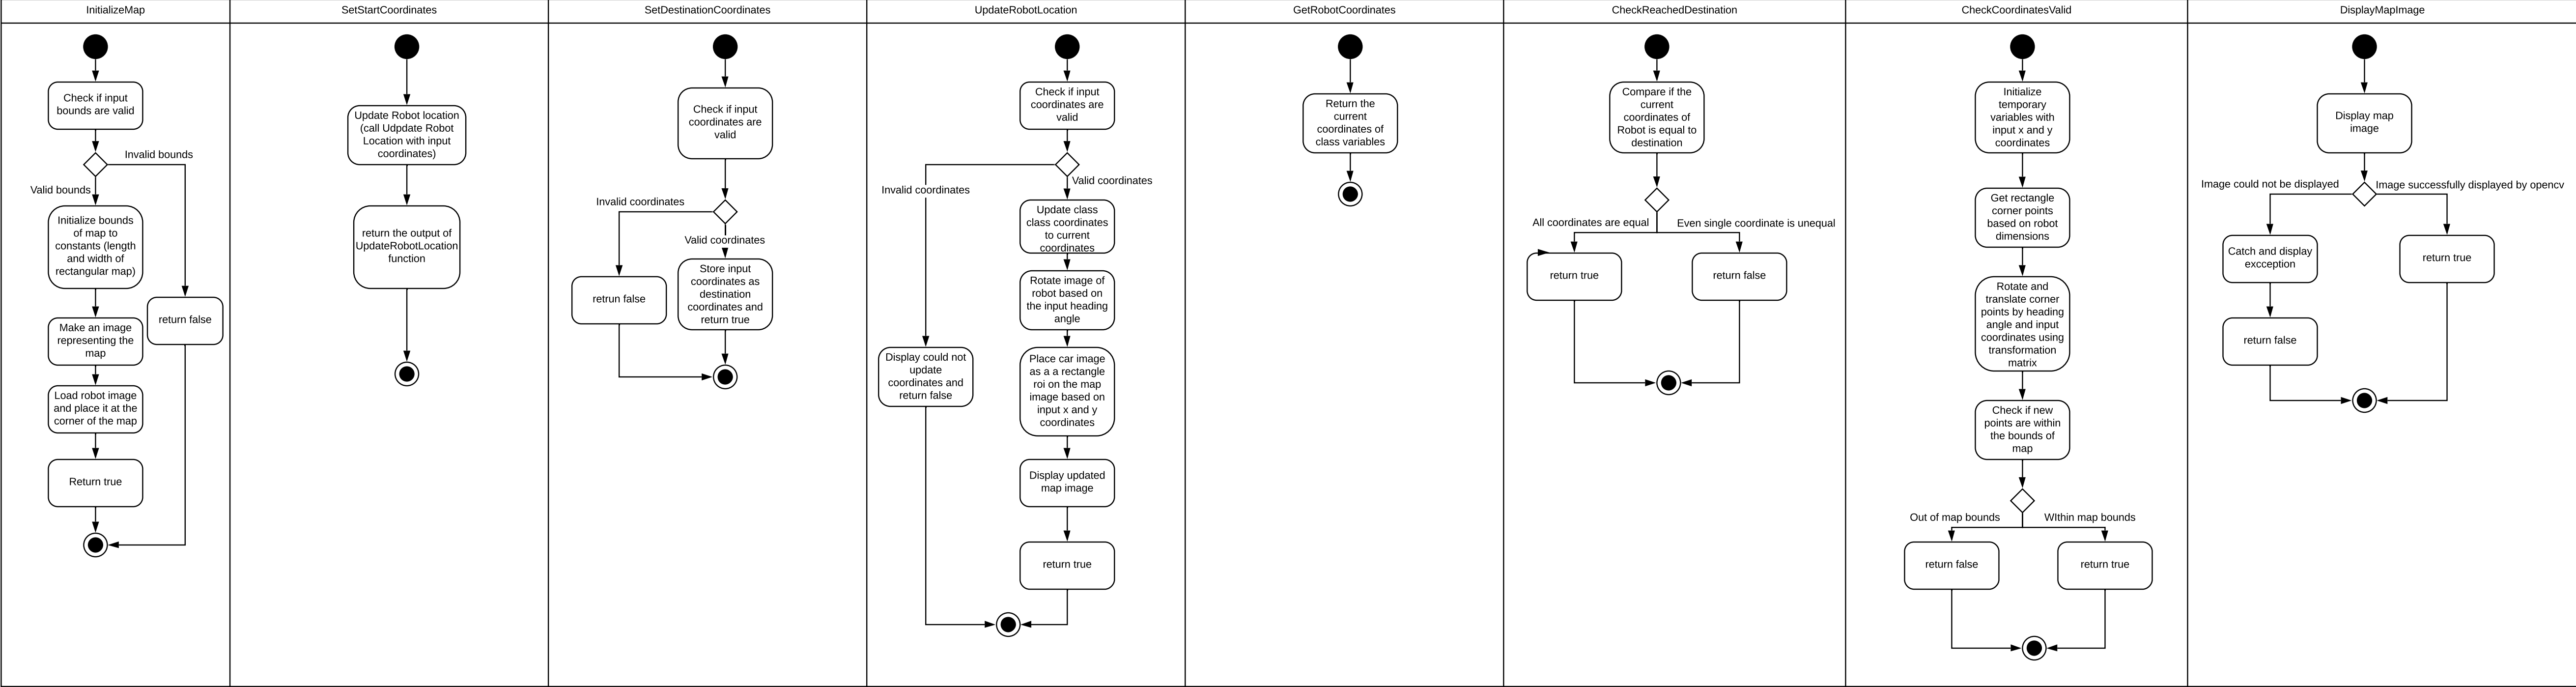 InitializeMap
SetStartCoordinates
SetDestinationCoordinates
UpdateRobotLocation
GetRobotCoordinates
CheckReachedDestination
CheckCoordinatesValid
DisplayMapImage
Check if input
bounds are valid
Invalid bounds
Valid bounds
Initialize bounds
of map to
constants (length
and width of
rectangular map)
return false
Make an image
representing the
map
Load robot image
and place it at the
corner of the map
Return true
Update Robot location
(call Udpdate Robot
Location with input
coordinates)
return the output of
UpdateRobotLocation
function
Check if input
coordinates are
valid
Invalid coordinates
Valid coordinates
retrun false
Store input
coordinates as
destination
coordinates and
return true
Check if input
coordinates are
valid
Invalid coordinates
Valid coordinates
Update class
class coordinates
to current
coordinates
Rotate image of
robot based on
the input heading
angle
Display could not
update
coordinates and
return false
Place car image
as a a rectangle
roi on the map
image based on
input x and y
coordinates
Display updated
map image
return true
Return the
current
coordinates of
class variables
Compare if the
current
coordinates of
Robot is equal to
destination
All coordinates are equal
Even single coordinate is unequal
return true
return false
Initialize
temporary
variables with
input x and y
coordinates
Get rectangle
corner points
based on robot
dimensions
Rotate and
translate corner
points by heading
angle and input
coordinates using
transformation
matrix
Check if new
points are within
the bounds of
map
Out of map bounds
WIthin map bounds
return false
return true
Display map
image
Image could not be displayed
Image successfully displayed by opencv
Catch and display
excception
return true
return false